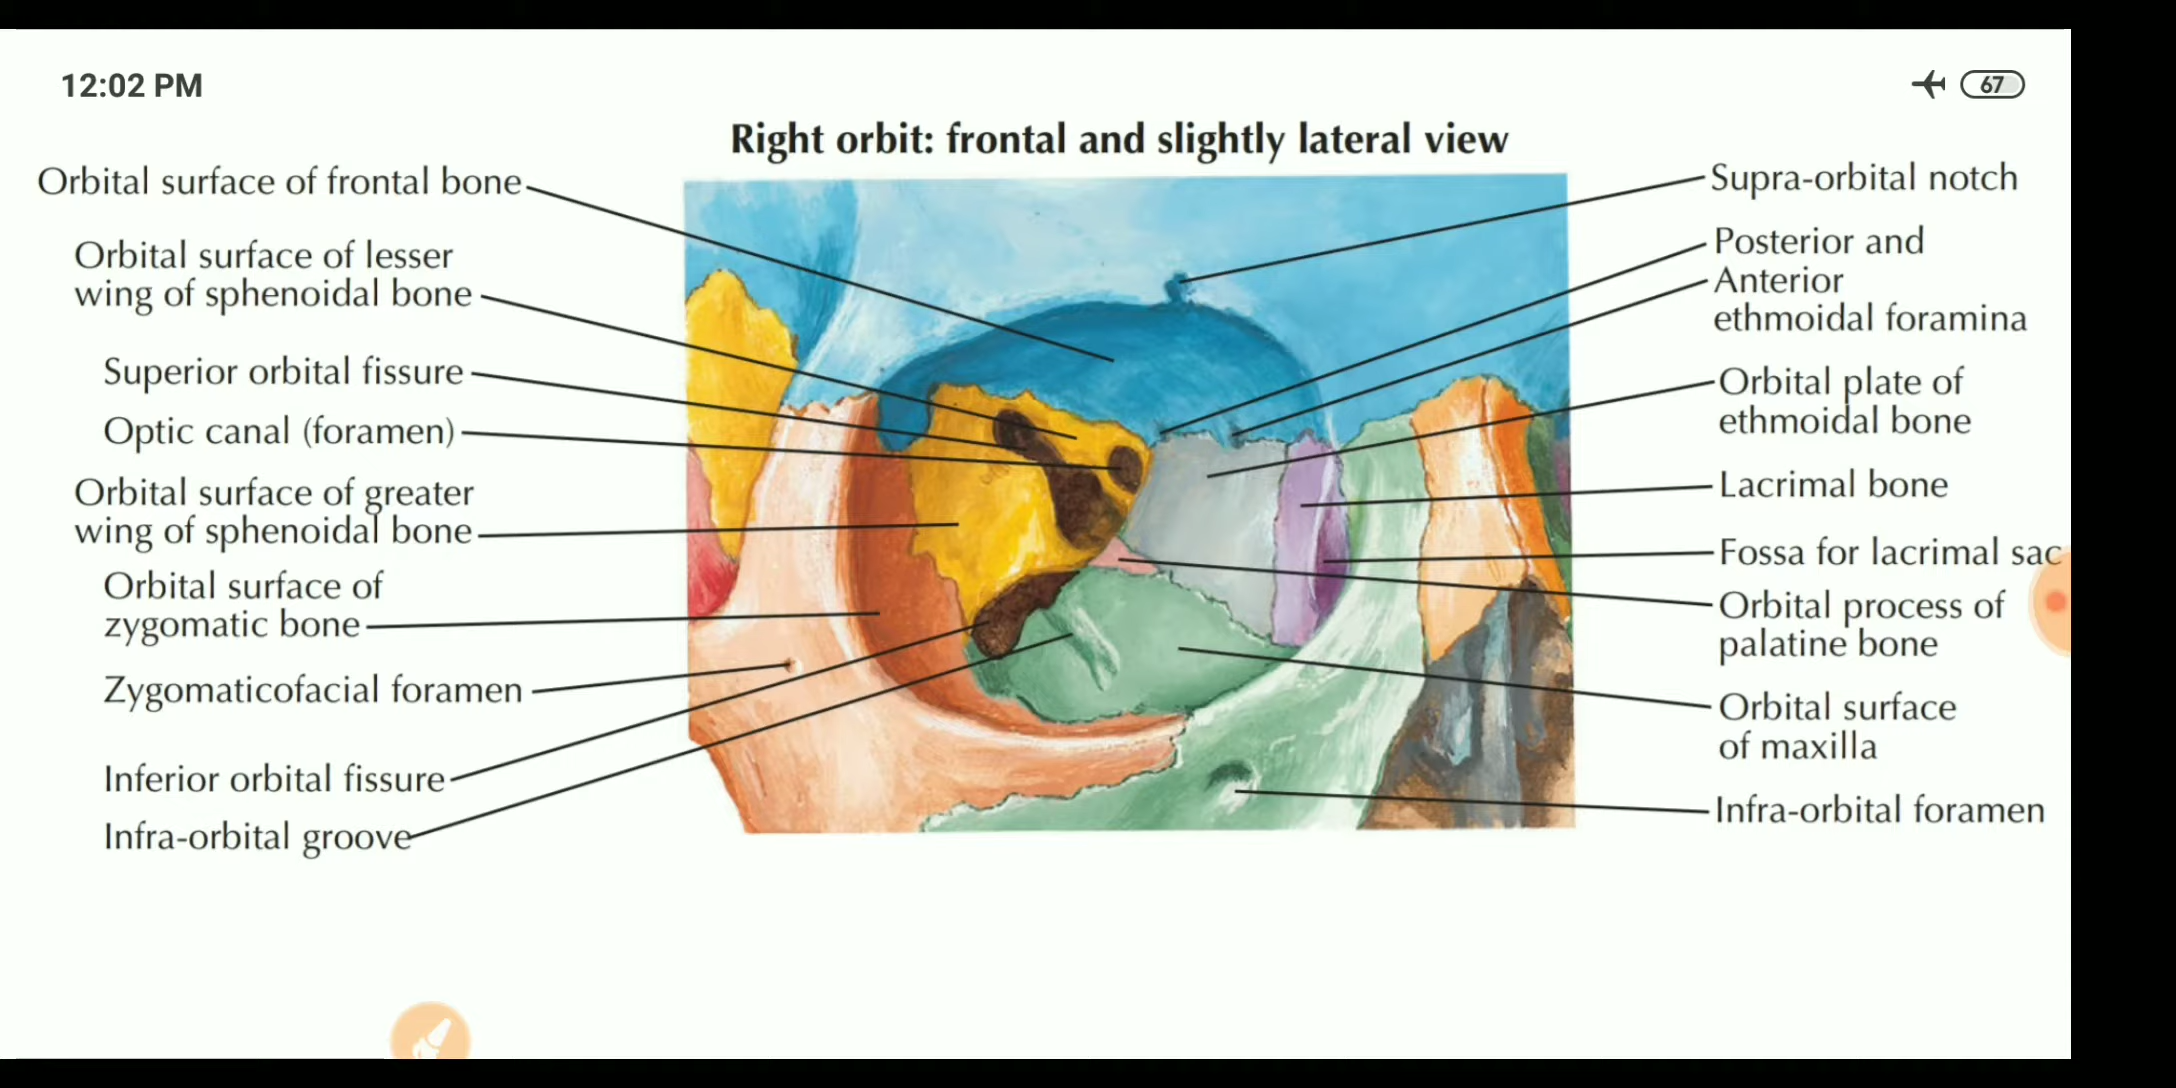 12:02 PM
67
Right orbit: frontal and slightly lateral view
Orbital surface of frontal bone
Orbital surface of lesser
wing of sphenoidal bone
Superior orbital fissure
Optic canal (foramen)
Orbital surface of greater
wing of sphenoidal bone
Orbital surface of
zygomatic bone
Zygomaticofacial foramen
Inferior orbital fissure
Infra-orbital groove
Supra-orbital notch
Posterior and
Anterior
ethmoidal foramina
Orbital plate of
ethmoidal bone
Lacrimal bone
Fossa for lacrimal sac
Orbital process of
palatine bone
Orbital surface
of maxilla
Infra-orbital foramen